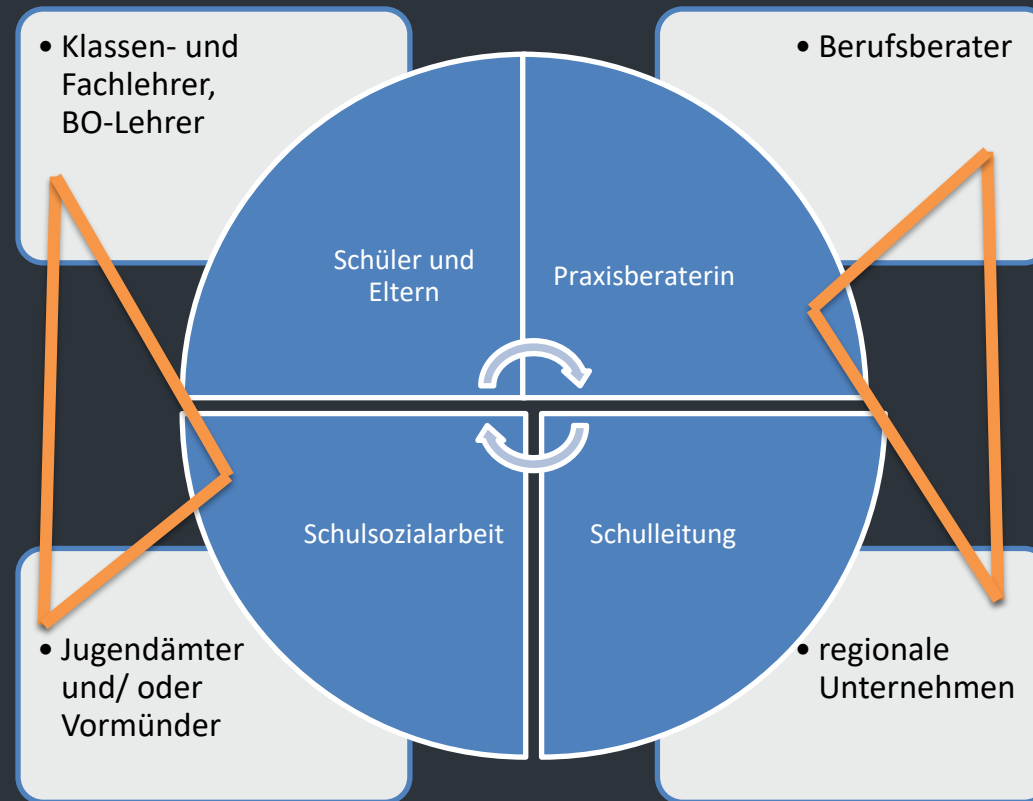 • Klassen- und
Fachlehrer,
BO-Lehrer
• Berufsberater
Schüler und
Eltern
Praxisberaterin
Schulsozialarbeit
Schulleitung
• Jugendämter
und/ oder
Vormünder
• regionale
Unternehmen